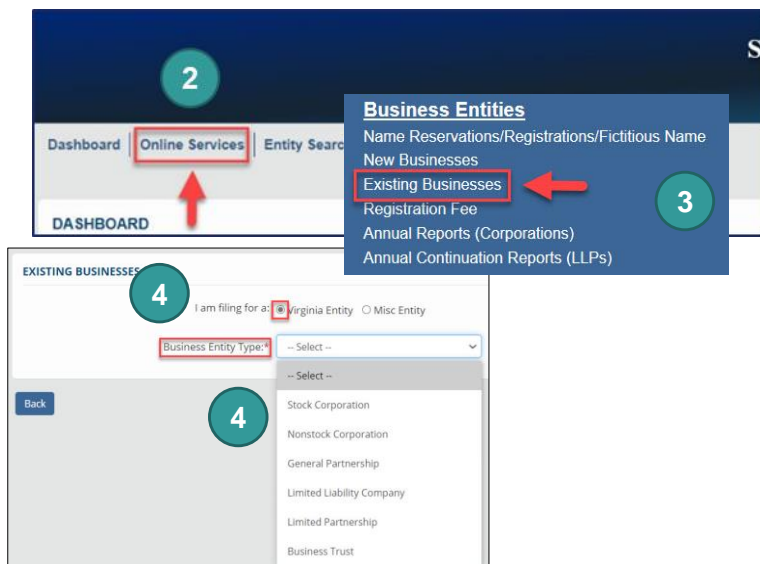 S
2
Dashboard | Online Services | Entity Searc
DASHBOARD
Business Entities
Name Reservations/Registrations/Fictitious Name
New Businesses
Existing Businesses
Registration Fee
Annual Reports (Corporations)
Annual Continuation Reports (LLPs)
3
EXISTING BUSINESSES
4
I am filing for a: Virginia Entity Misc Entity
Business Entity Type:* -- Select --
-- Select --
Back
4
Stock Corporation
Nonstock Corporation
General Partnership
Limited Liability Company
Limited Partnership
Business Trust